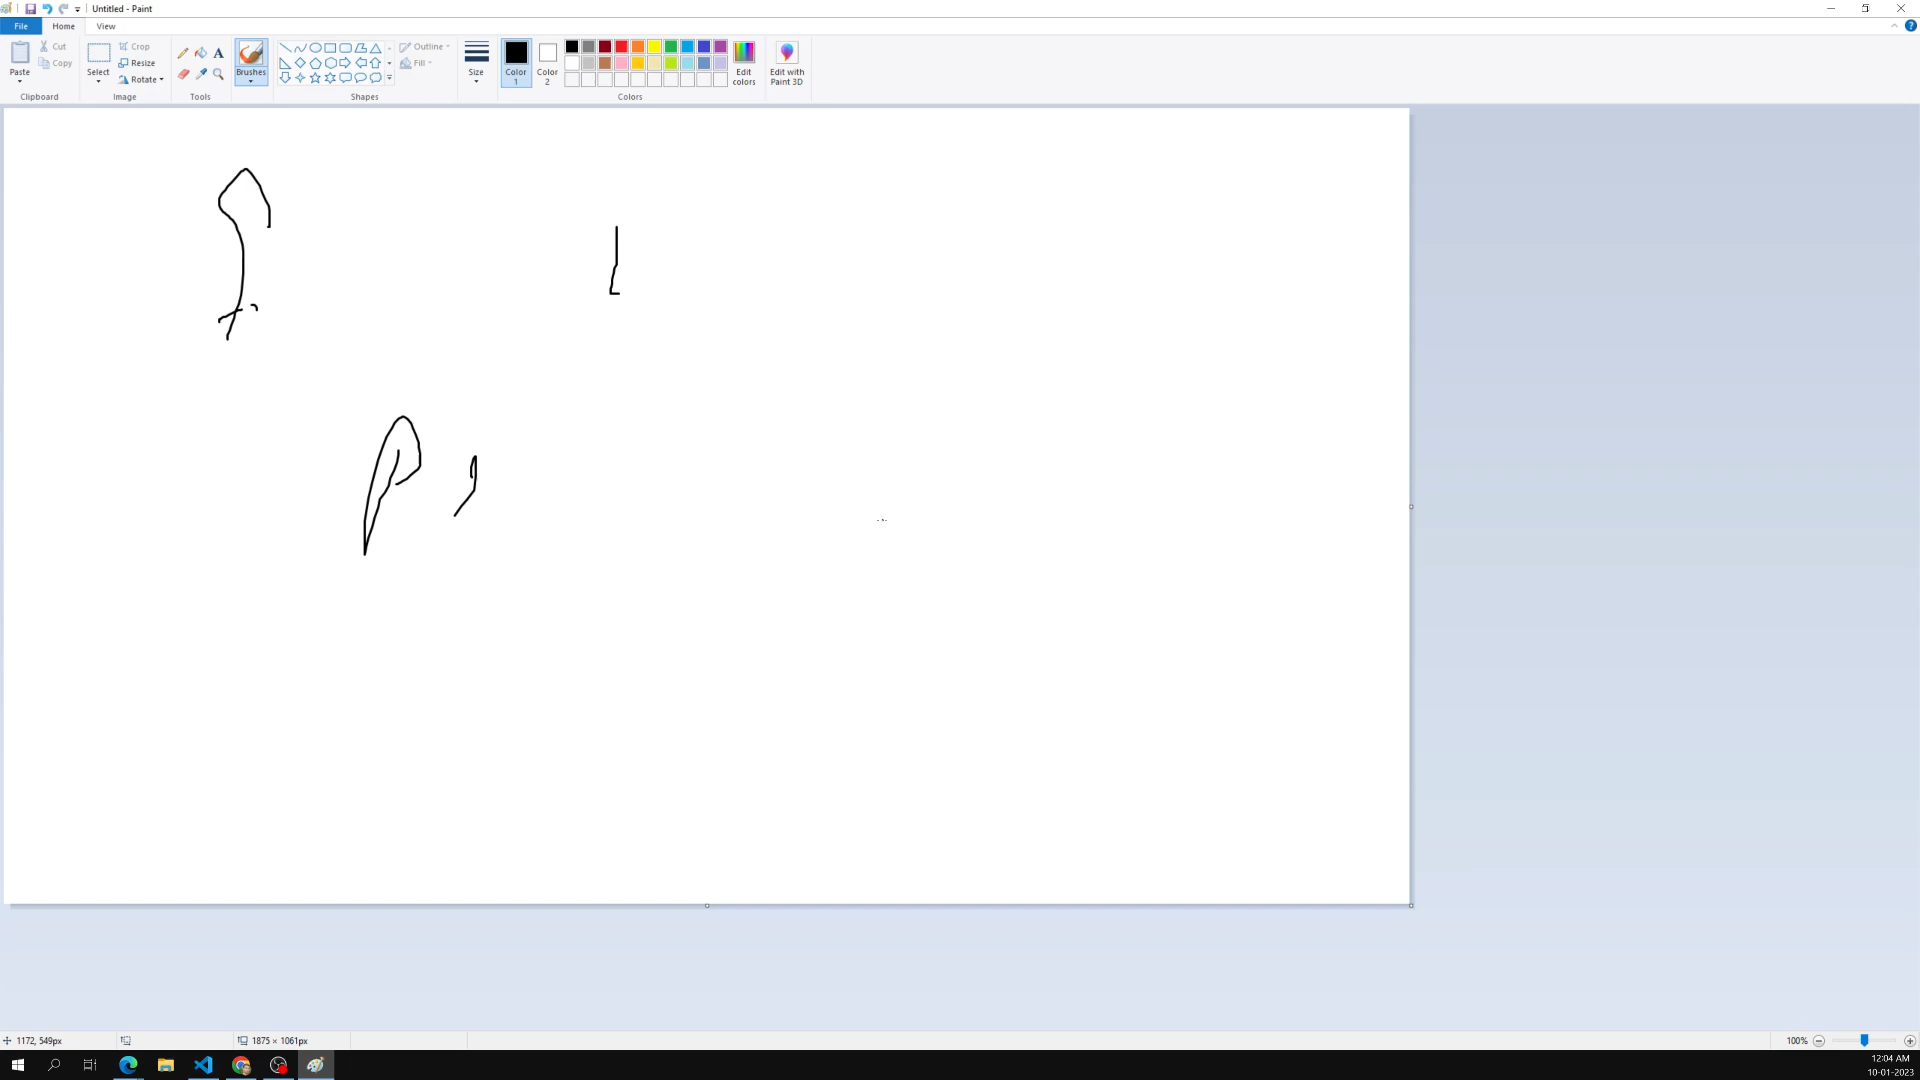 Untitled - Paint
File Home View
Paste Cut Copy Select Crop Resize Rotate A Brushes Outline Fill Size Color 1 Color 2 Edit colors Edit with Paint 3D
Clipboard Image Tools Shapes Colors
1172, 549px 1875 × 1061px 100%
12:04 AM
10-01-2023